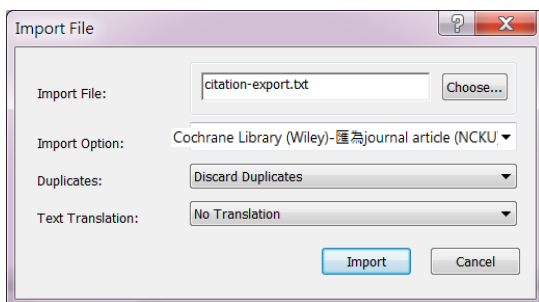 Import File
Import File:
citation-export.txt
Choose...
Import Option:
Cochrane Library (Wiley)-匯為journal article (NCKU)
Duplicates:
Discard Duplicates
Text Translation:
No Translation
Import
Cancel